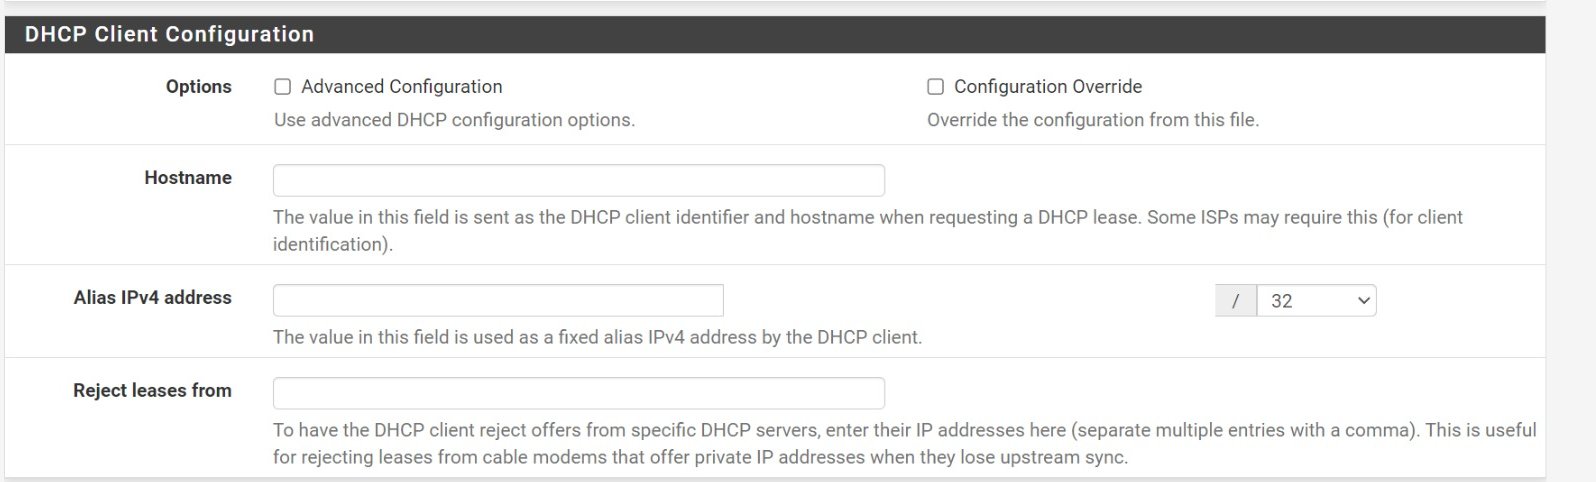 DHCP Client Configuration
Options
Advanced Configuration
Configuration Override
Use advanced DHCP configuration options.
Override the configuration from this file.
Hostname
The value in this field is sent as the DHCP client identifier and hostname when requesting a DHCP lease. Some ISPs may require this (for client
identification).
Alias IPv4 address
/ 32
The value in this field is used as a fixed alias IPv4 address by the DHCP client.
Reject leases from
To have the DHCP client reject offers from specific DHCP servers, enter their IP addresses here (separate multiple entries with a comma). This is useful
for rejecting leases from cable modems that offer private IP addresses when they lose upstream sync.